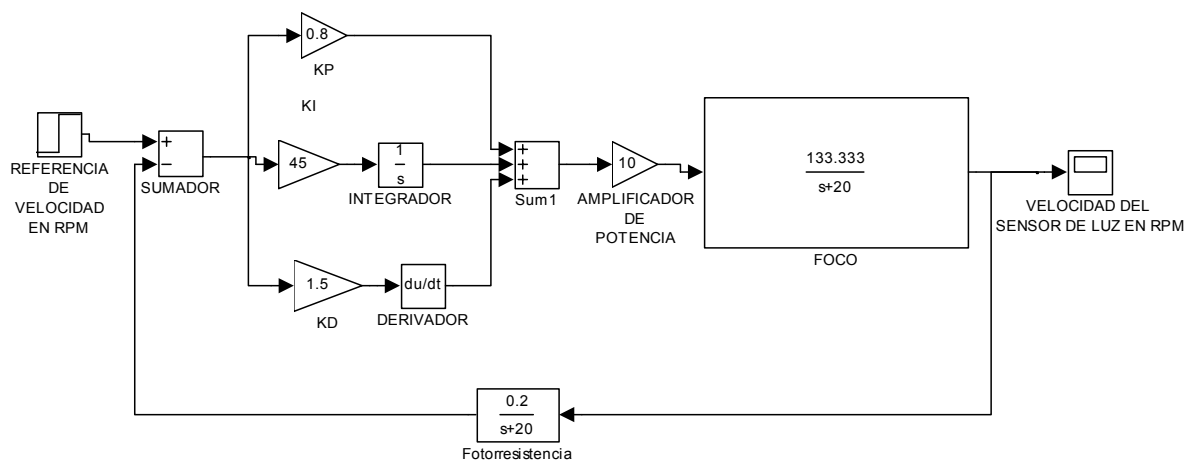 0.8
KP
KI
+
−
REFERENCIA
DE
VELOCIDAD
EN RPM
SUMADOR
45
1
s
INTEGRADOR
+
+
+
Sum1
10
AMPLIFICADOR
DE
POTENCIA
133.333
s+20
FOCO
VELOCIDAD DEL
SENSOR DE LUZ EN RPM
1.5
KD
du/dt
DERIVADOR
0.2
s+20
Fotorresistencia